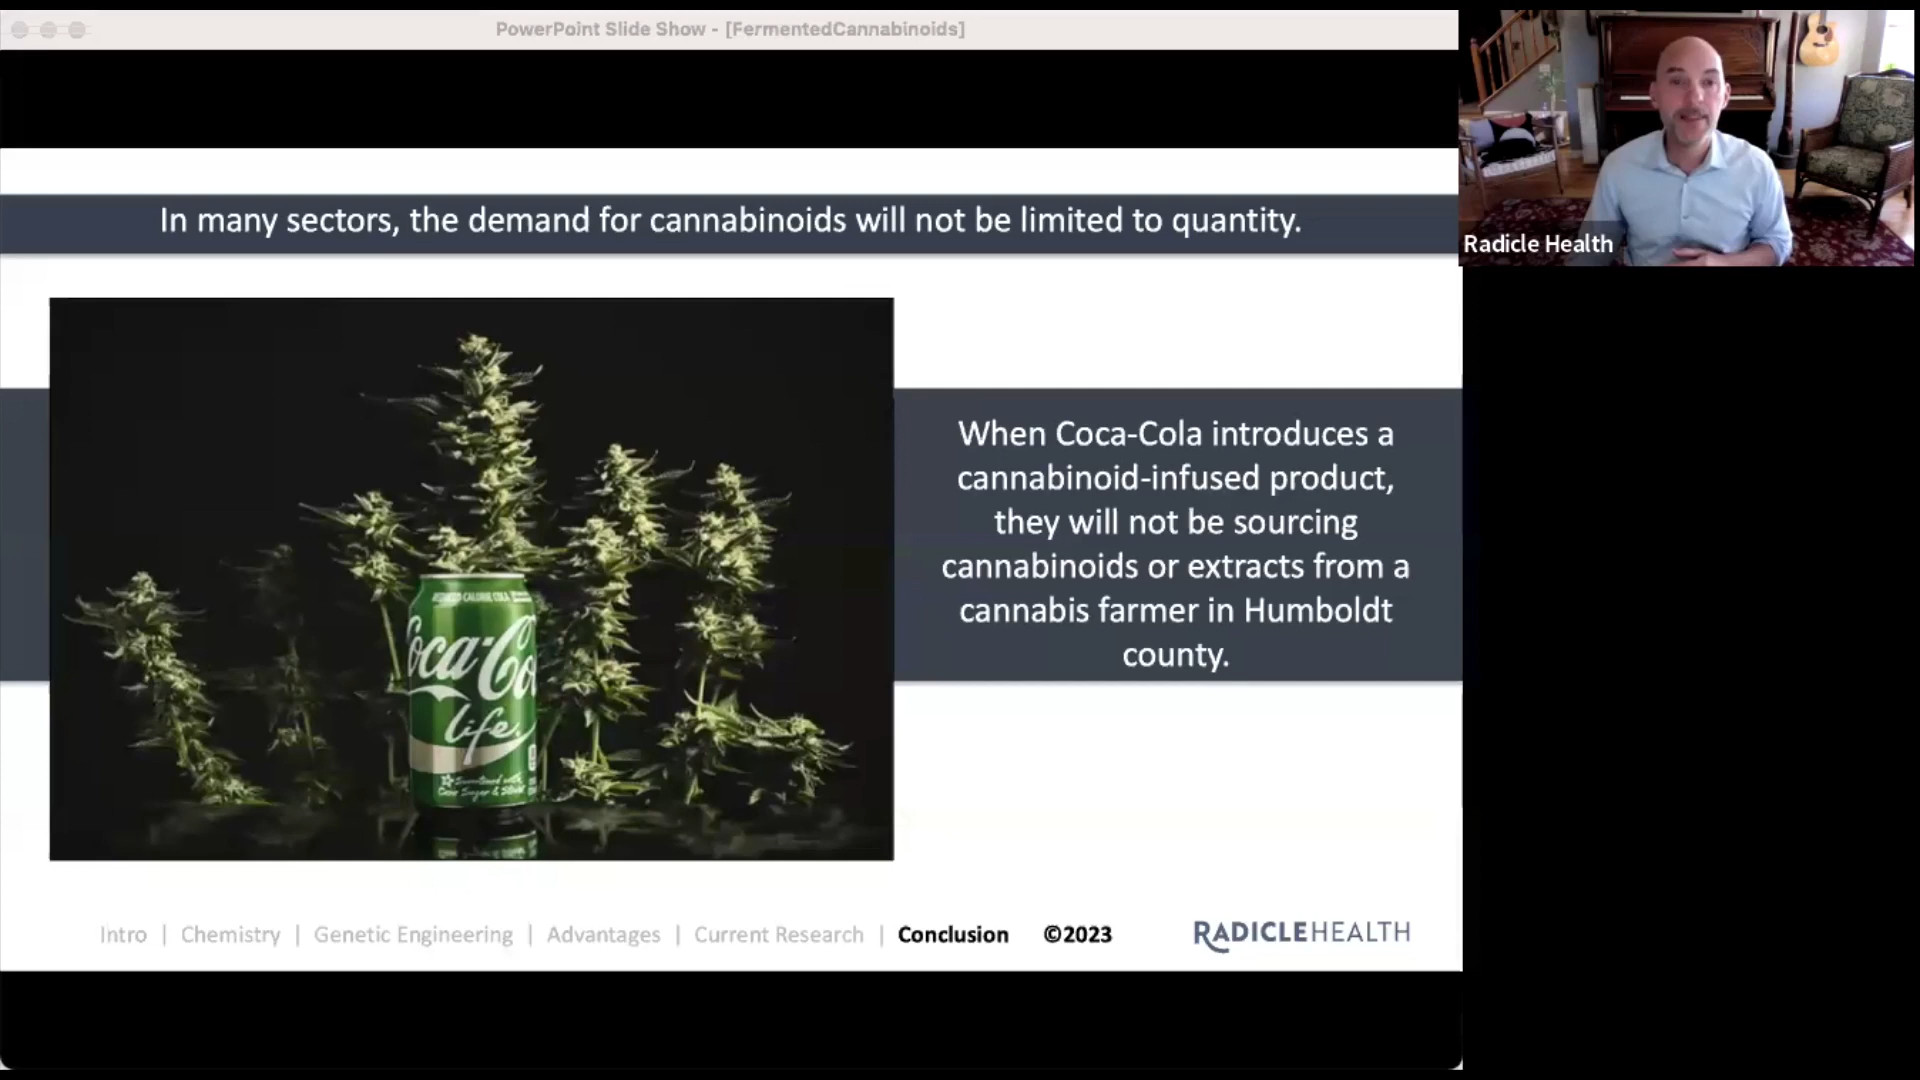 PowerPoint Slide Show - [FermentedCannabinoids]
Radicle Health
In many sectors, the demand for cannabinoids will not be limited to quantity.
When Coca-Cola introduces a
cannabinoid-infused product,
they will not be sourcing
cannabinoids or extracts from a
cannabis farmer in Humboldt
county.
oca-Co
life.
Intro | Chemistry | Genetic Engineering | Advantages | Current Research | Conclusion ©2023
RADICLEHEALTH